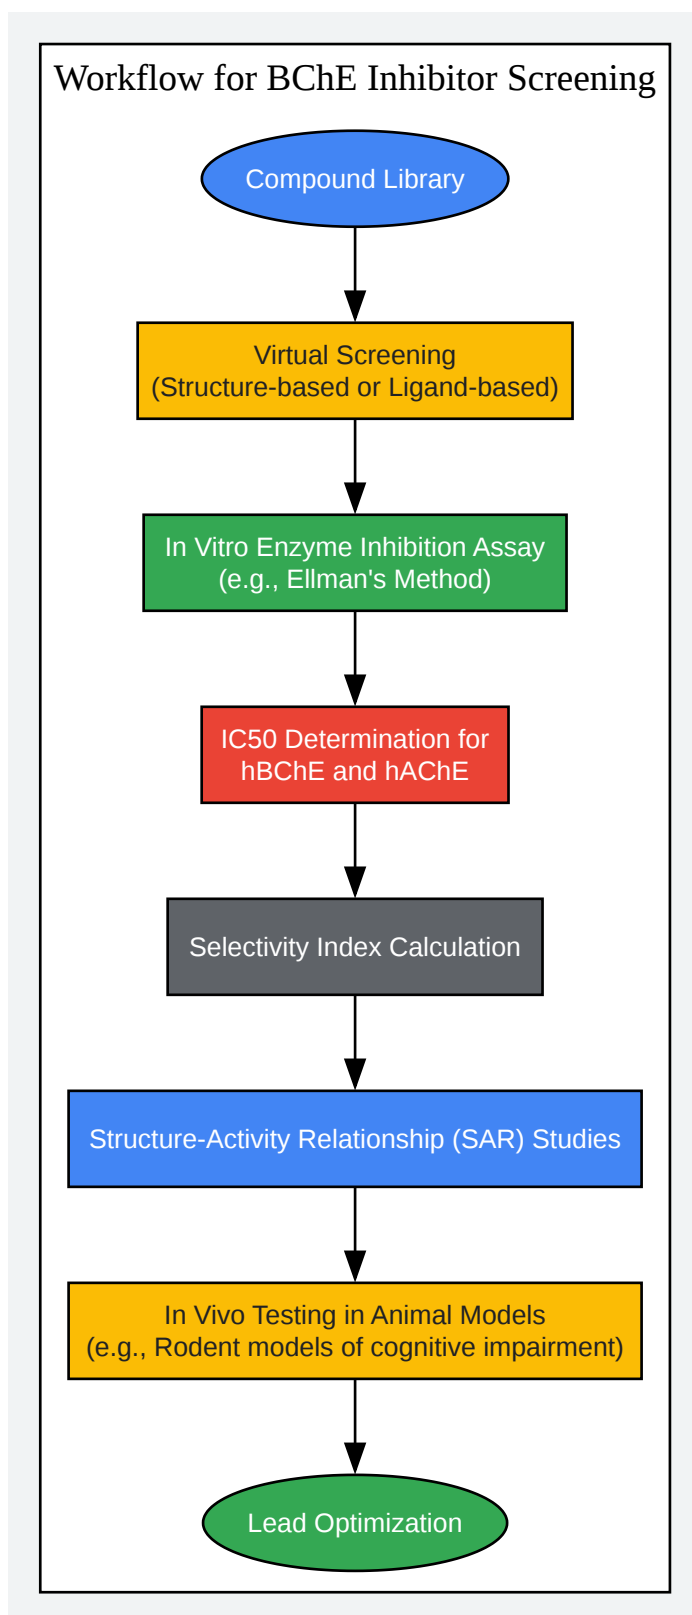 Workflow for BChE Inhibitor Screening
Compound Library
Virtual Screening
(Structure-based or Ligand-based)
In Vitro Enzyme Inhibition Assay
(e.g., Ellman's Method)
IC50 Determination for
hBChE and hAChE
Selectivity Index Calculation
Structure-Activity Relationship (SAR) Studies
In Vivo Testing in Animal Models
(e.g., Rodent models of cognitive impairment)
Lead Optimization